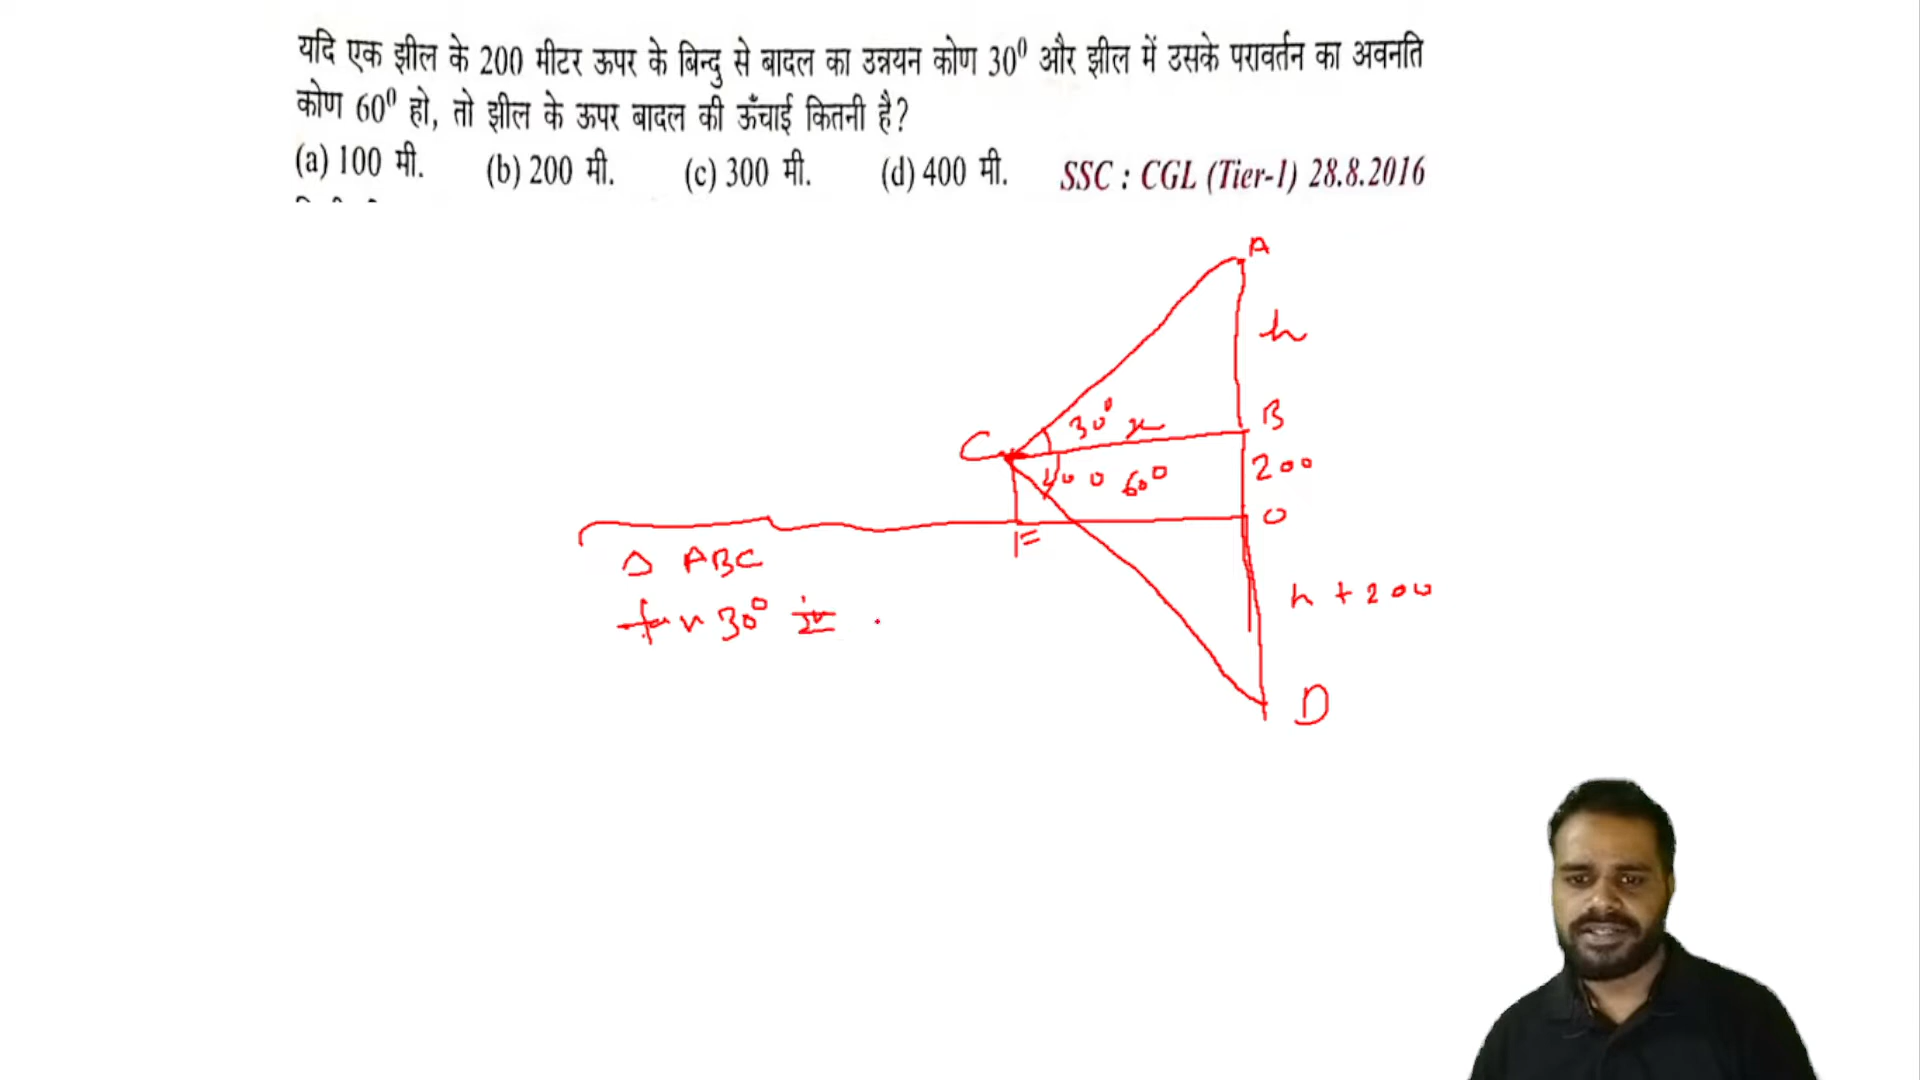 यदि एक झील के 200 मीटर ऊपर के बिन्दु से बादल का उन्नयन कोण 30⁰ और झील में उसके परावर्तन का अवनति
कोण 60⁰ हो, तो झील के ऊपर बादल की ऊँचाई कितनी है?
(a) 100 मी. (b) 200 मी. (c) 300 मी. (d) 400 मी. SSC : CGL (Tier-1) 28.8.2016
A
h
B
30⁰ x
C
200
60⁰
O
F
Δ ABC
h + 200
tan 30⁰ =
D